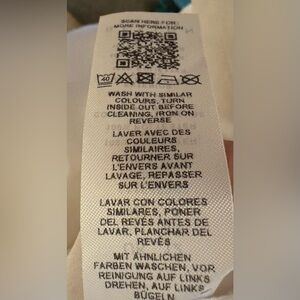 SCAN HERE FOR
MORE INFORMATION
40
WASH WITH SIMILAR
COLOURS, TURN
INSIDE OUT BEFORE
CLEANING, IRON ON
REVERSE
LAVER AVEC DES
COULEURS
SIMILAIRES,
RETOURNER SUR
L'ENVERS AVANT
LAVAGE, REPASSER
SUR L'ENVERS
LAVAR CON COLORES
SIMILARES, PONER
DEL REVÉS ANTES DE
LAVAR, PLANCHAR DEL
REVÉS
MIT ÄHNLICHEN
FARBEN WASCHEN, VOR
REINIGUNG AUF LINKS
DREHEN, AUF LINKS
BÜGELN